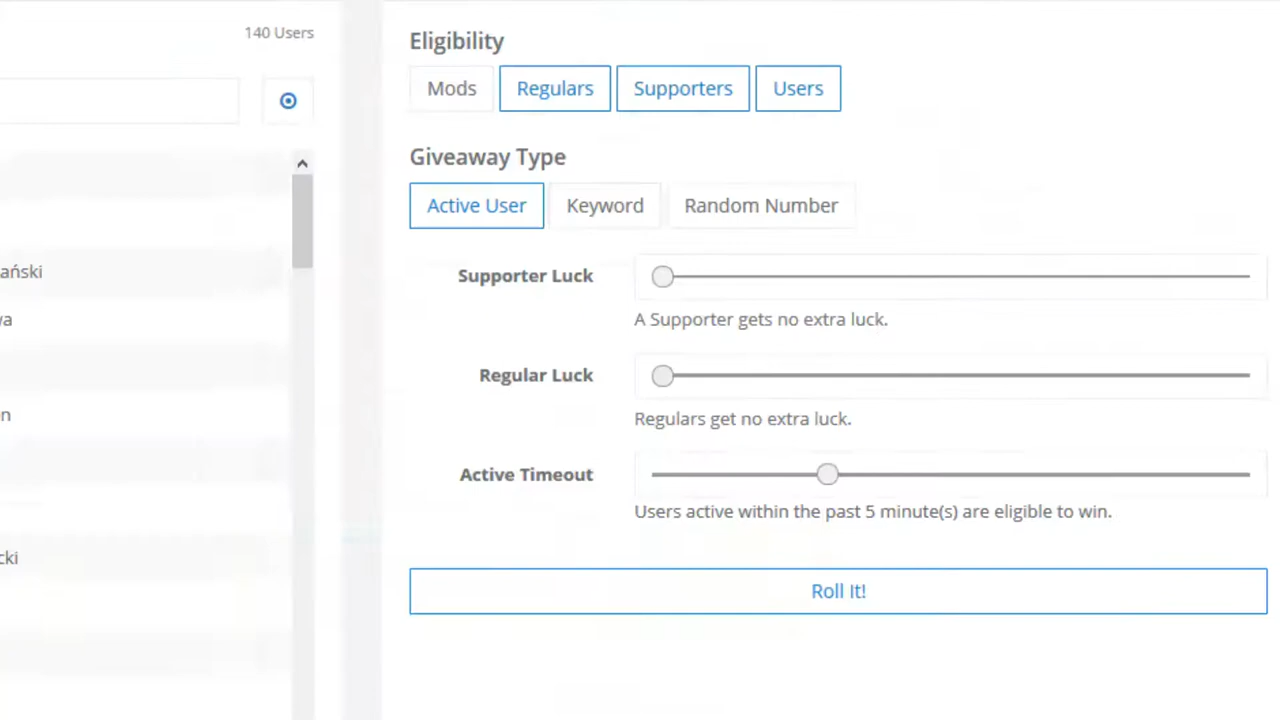 140 Users
ański
va
n
cki
Eligibility
Mods Regulars Supporters Users
Giveaway Type
Active User Keyword Random Number
Supporter Luck
A Supporter gets no extra luck.
Regular Luck
Regulars get no extra luck.
Active Timeout
Users active within the past 5 minute(s) are eligible to win.
Roll It!